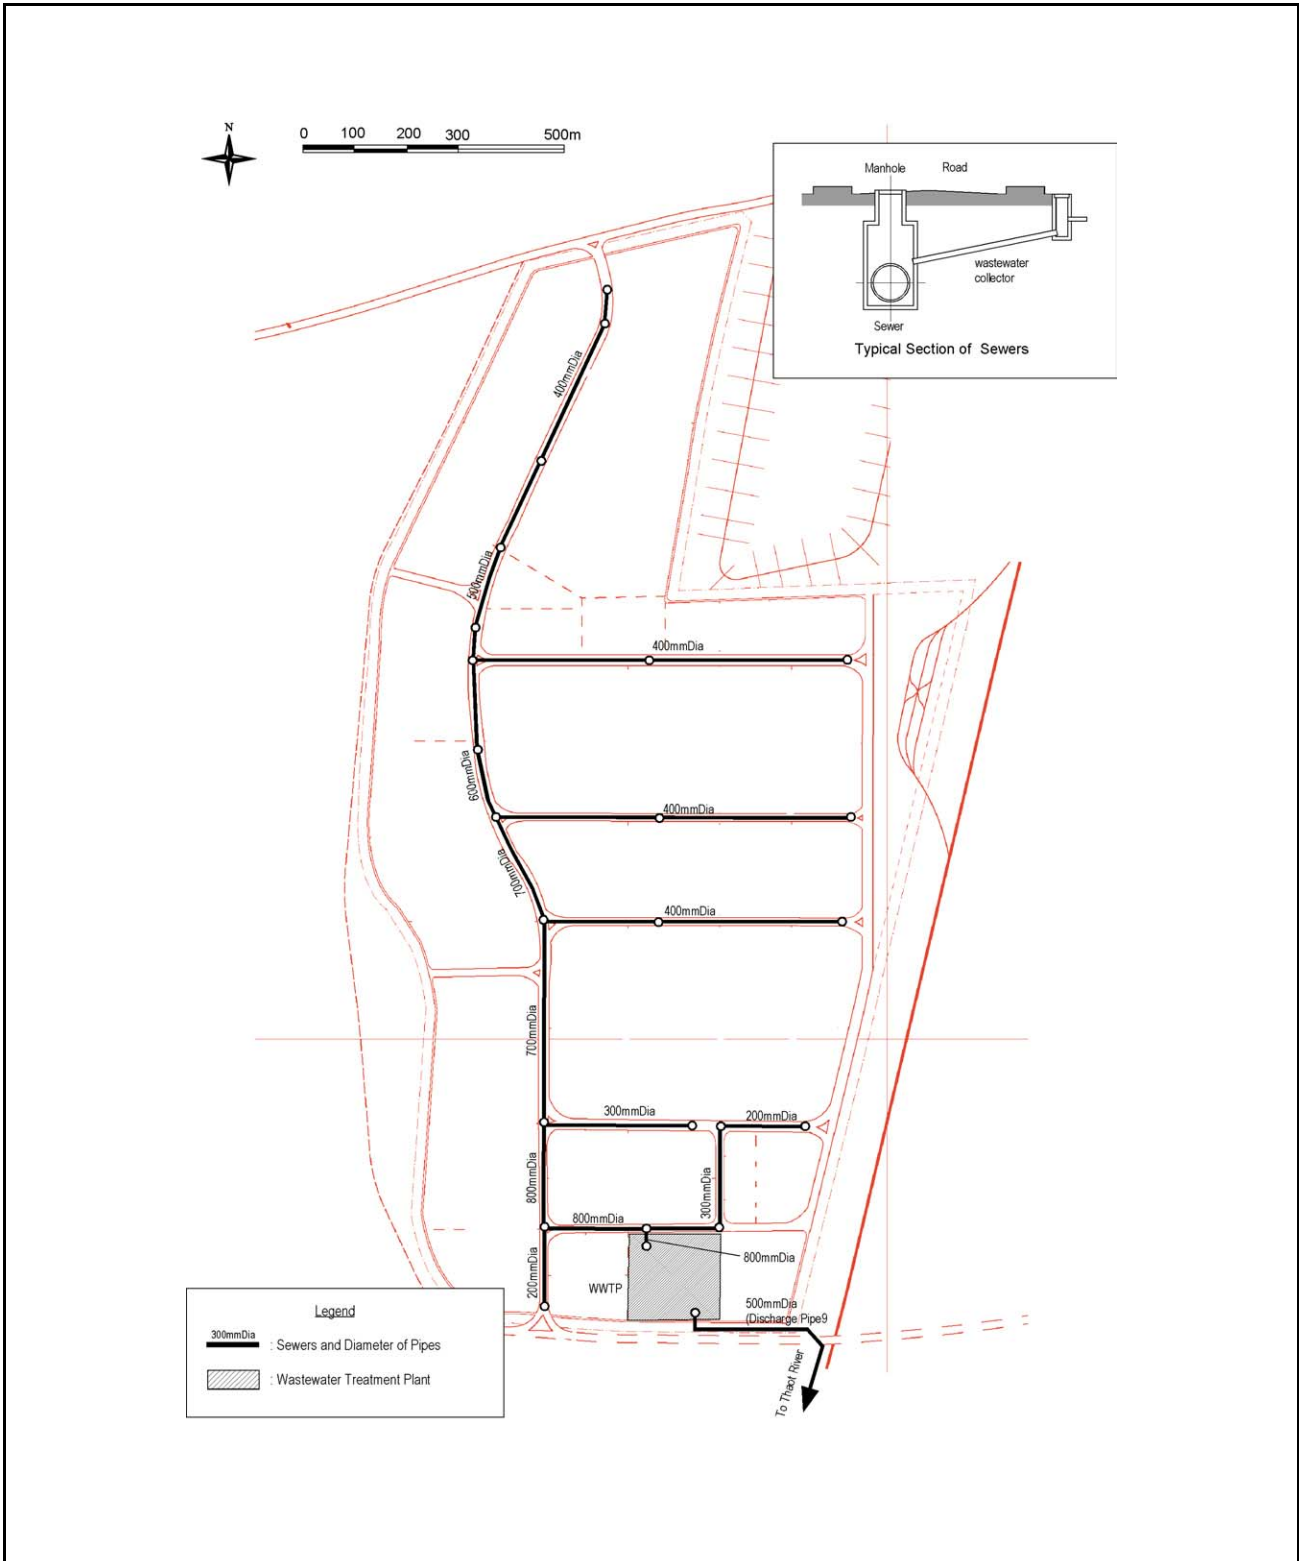 N
0 100 200 300 500m
Manhole Road
wastewater
collector
Sewer
Typical Section of Sewers
400mmDia
500mmDia
400mmDia
600mmDia
400mmDia
700mmDia
400mmDia
700mmDia
300mmDia
200mmDia
800mmDia
300mmDia
800mmDia
800mmDia
200mmDia
WWTP
500mmDia
(Discharge Pipe9
To Thaot River
Legend
300mmDia
: Sewers and Diameter of Pipes
: Wastewater Treatment Plant